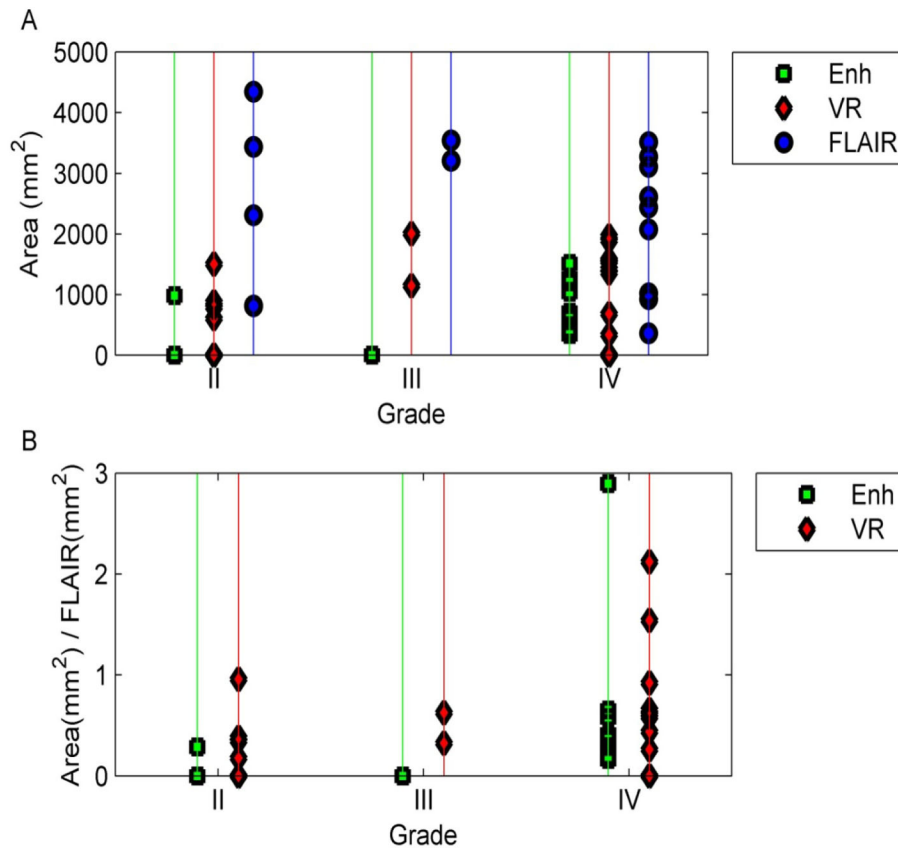 A
5000
4000
3000
2000
1000
0
Area (mm²)
II
III
IV
Grade
Enh
VR
FLAIR
B
3
2
1
0
Area(mm²) / FLAIR(mm²)
II
III
IV
Grade
Enh
VR